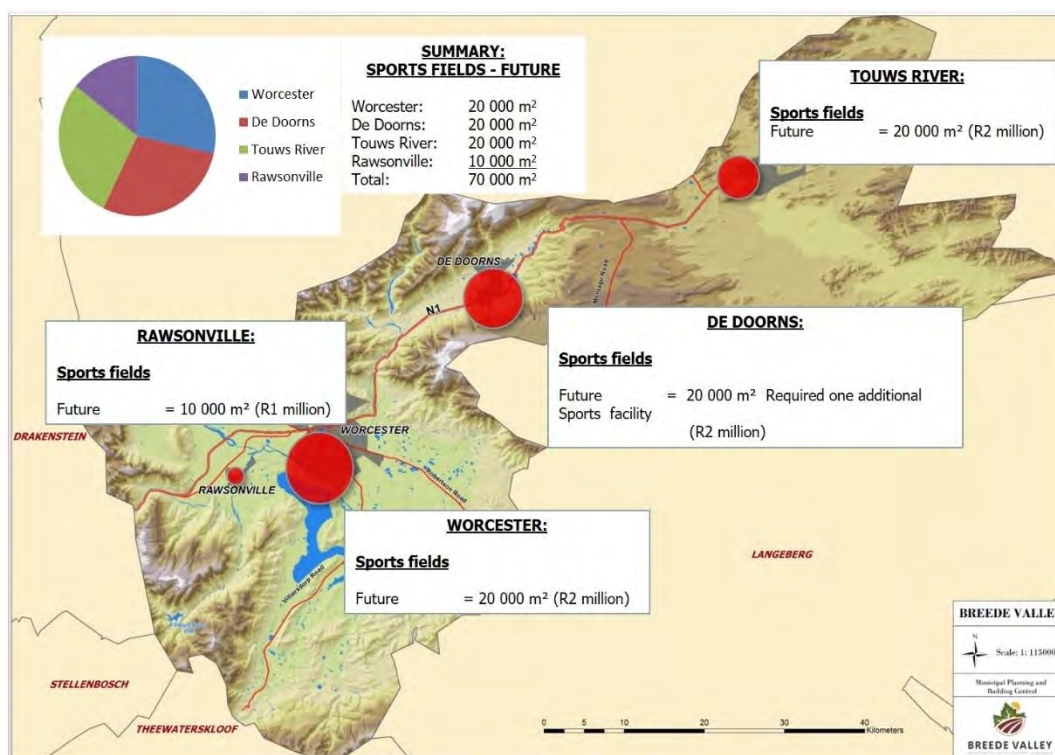 Worcester
De Doorns
Touws River
Rawsonville
SUMMARY:
SPORTS FIELDS - FUTURE
Worcester: 20 000 m²
De Doorns: 20 000 m²
Touws River: 20 000 m²
Rawsonville: 10 000 m²
Total: 70 000 m²
TOUWS RIVER:
Sports fields
Future = 20 000 m² (R2 million)
DE DOORNS
N1
RAWSONVILLE:
Sports fields
Future = 10 000 m² (R1 million)
DE DOORNS:
Sports fields
Future = 20 000 m² Required one additional
Sports facility
(R2 million)
DRAKENSTEIN
WORCESTER
RAWSONVILLE
Robertson Road
WORCESTER:
Sports fields
Future = 20 000 m² (R2 million)
Villiersdorp Road
LANGEBERG
STELLENBOSCH
THEEWATERSKLOOF
0 5 10 20 30 40
Kilometers
BREEDE VALLEY
N
Scale: 1: 115000
Municipal Planning and
Building Control
BREEDE VALLEY